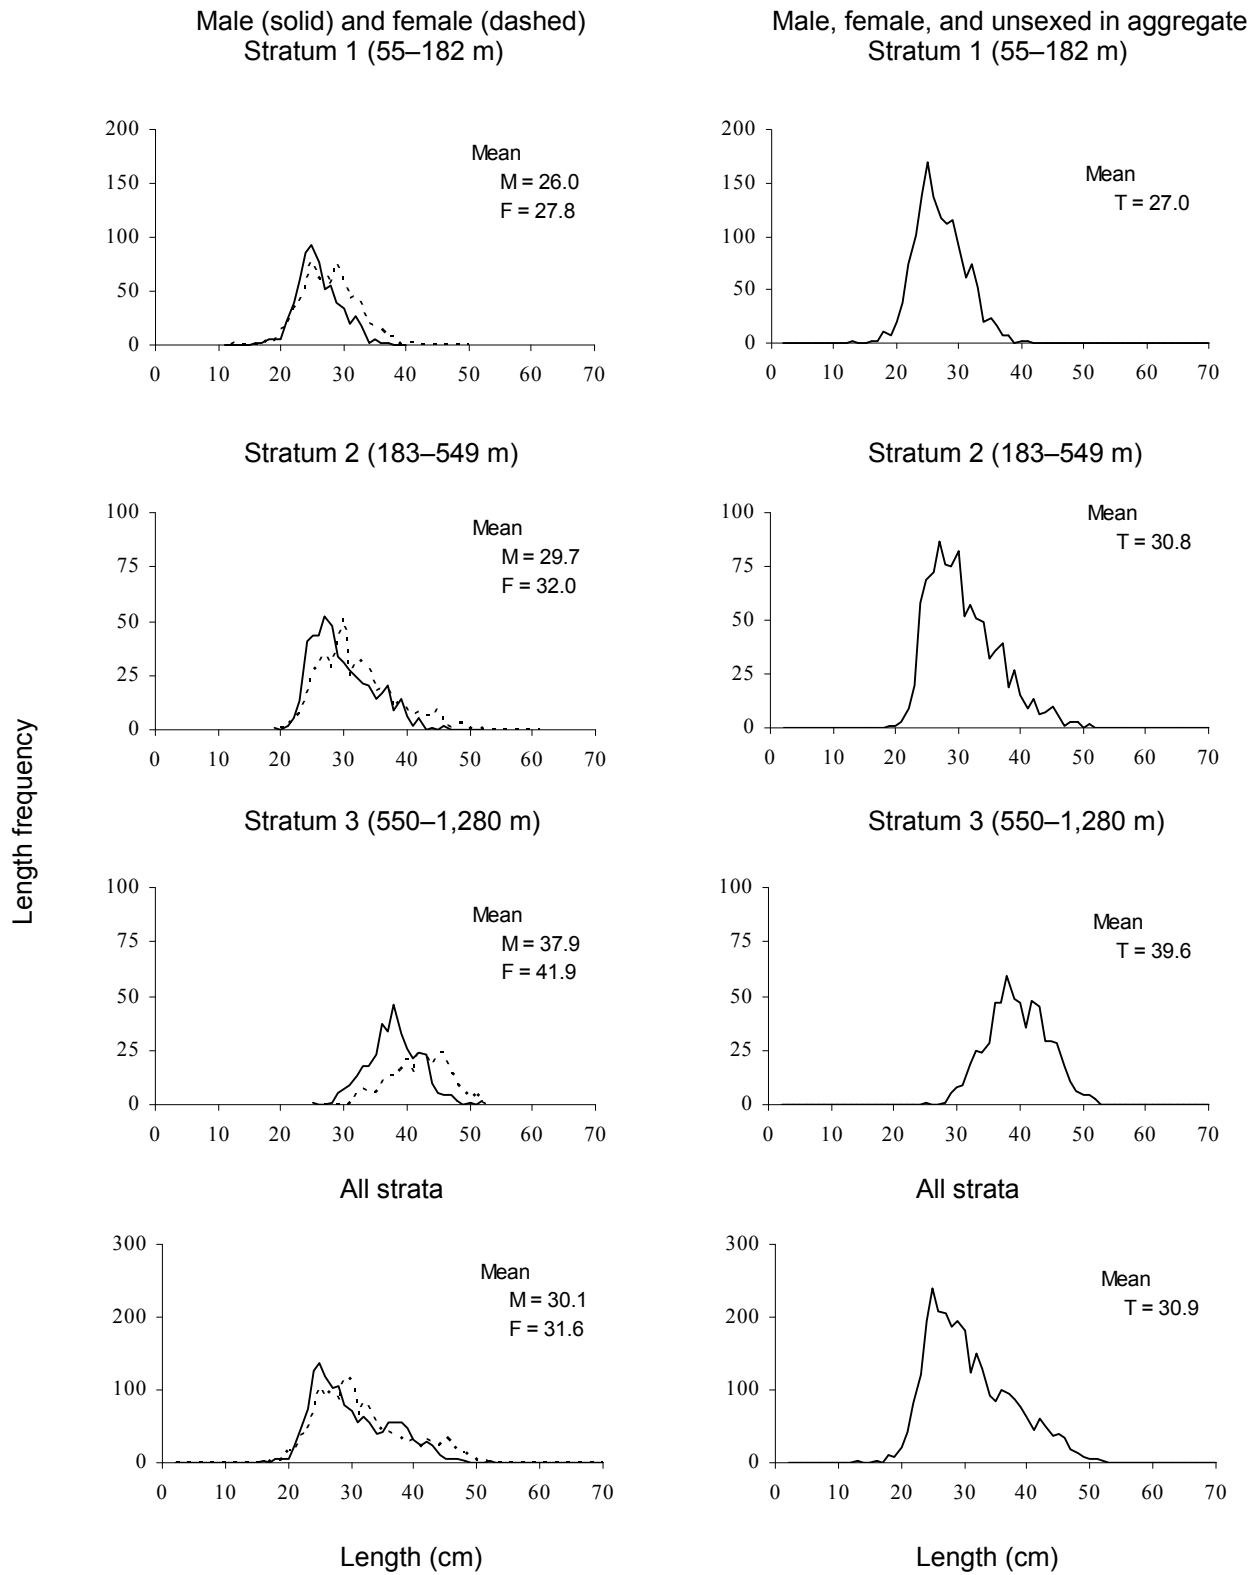 Male (solid) and female (dashed)
Stratum 1 (55–182 m)
200
150
100
50
0
0 10 20 30 40 50 60 70
Mean
M = 26.0
F = 27.8
Male, female, and unsexed in aggregate
Stratum 1 (55–182 m)
200
150
100
50
0
0 10 20 30 40 50 60 70
Mean
T = 27.0
Stratum 2 (183–549 m)
100
75
50
25
0
0 10 20 30 40 50 60 70
Mean
M = 29.7
F = 32.0
Stratum 2 (183–549 m)
100
75
50
25
0
0 10 20 30 40 50 60 70
Mean
T = 30.8
Length frequency
Stratum 3 (550–1,280 m)
100
75
50
25
0
0 10 20 30 40 50 60 70
Mean
M = 37.9
F = 41.9
Stratum 3 (550–1,280 m)
100
75
50
25
0
0 10 20 30 40 50 60 70
Mean
T = 39.6
All strata
300
200
100
0
0 10 20 30 40 50 60 70
Mean
M = 30.1
F = 31.6
Length (cm)
All strata
300
200
100
0
0 10 20 30 40 50 60 70
Mean
T = 30.9
Length (cm)